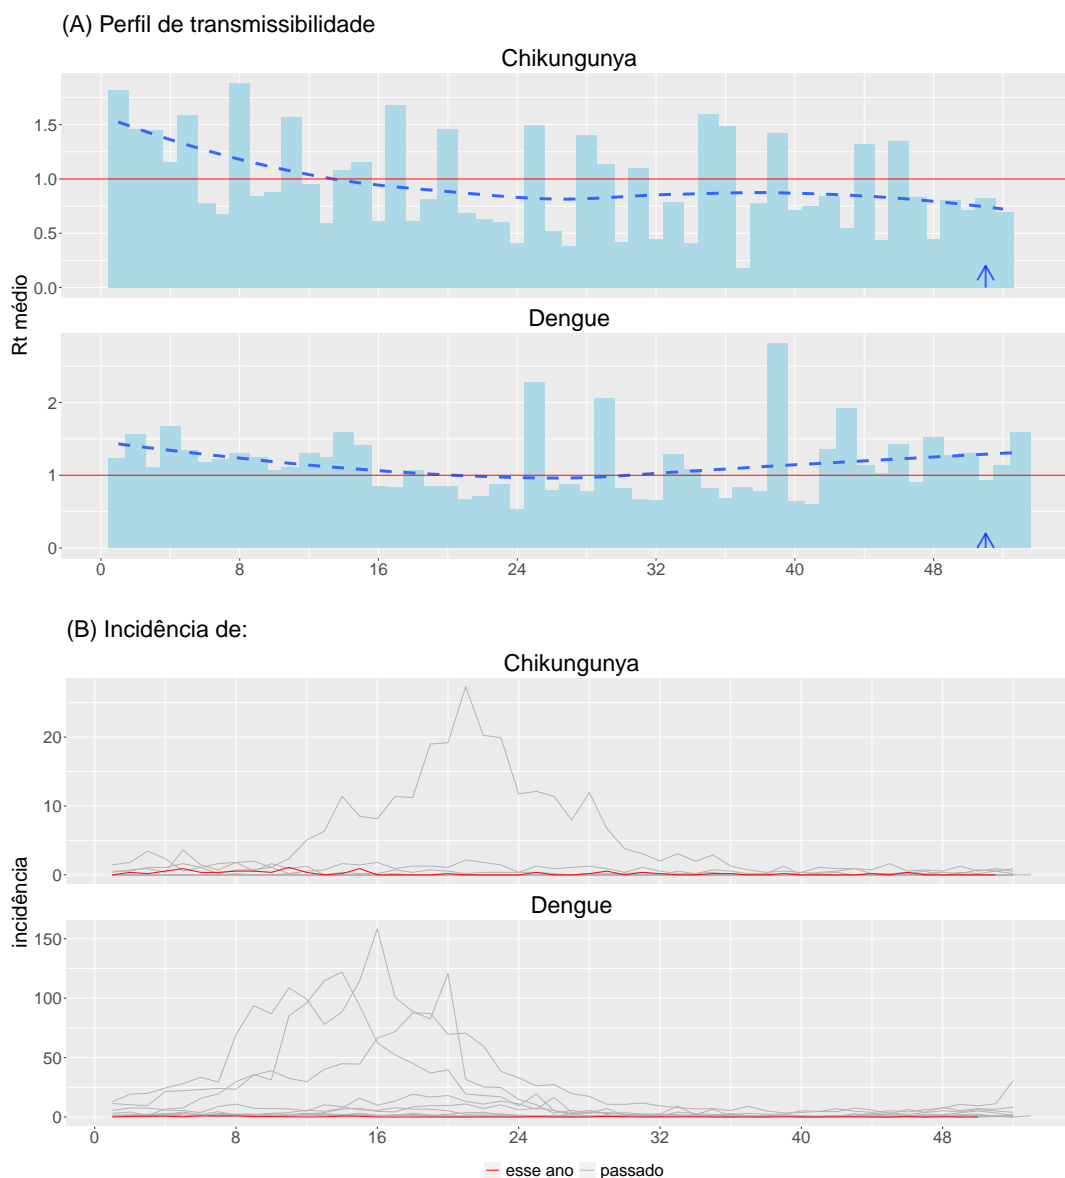 (A) Perfil de transmissibilidade
Chikungunya
1.5
1.0
0.5
0.0
Rt médio
Dengue
2
1
0
0 8 16 24 32 40 48
(B) Incidência de:
Chikungunya
20
10
0
incidência
Dengue
150
100
50
0
0 8 16 24 32 40 48
esse ano passado